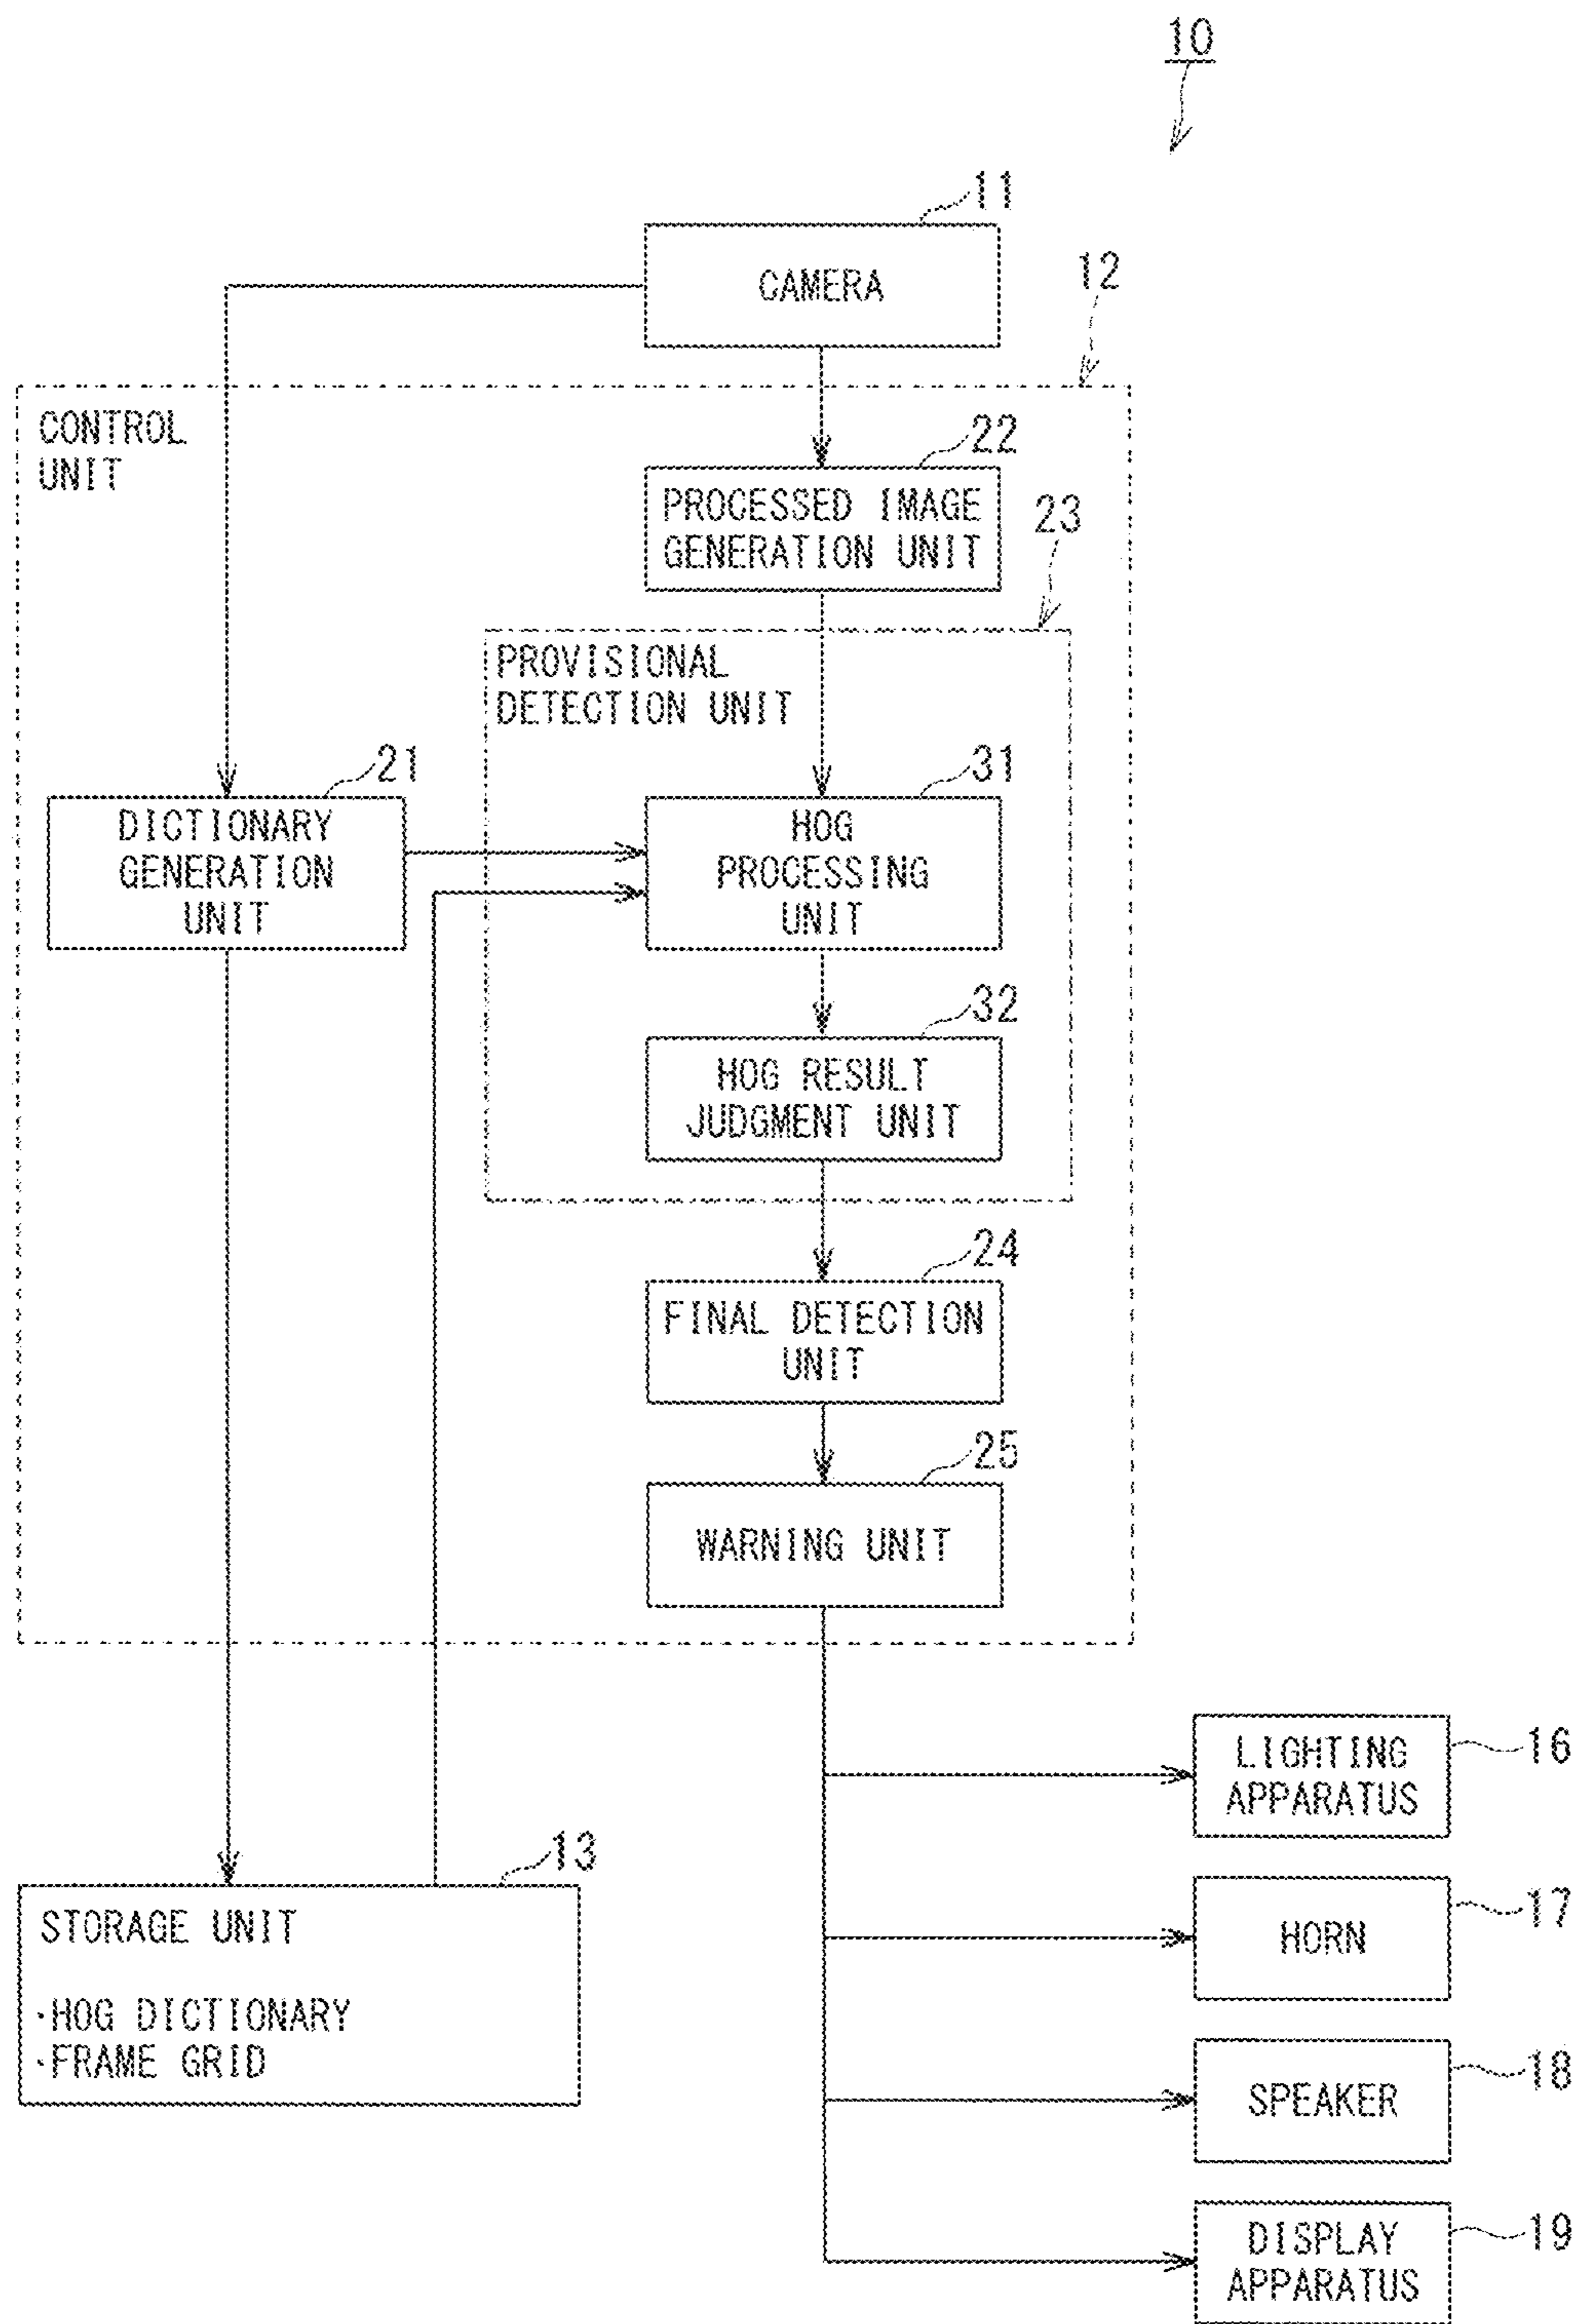 10
11
CAMERA
12
CONTROL
UNIT
22
PROCESSED IMAGE
GENERATION UNIT
23
PROVISIONAL
DETECTION UNIT
21
DICTIONARY
GENERATION
UNIT
31
HOG
PROCESSING
UNIT
32
HOG RESULT
JUDGMENT UNIT
24
FINAL DETECTION
UNIT
25
WARNING UNIT
16
LIGHTING
APPARATUS
13
STORAGE UNIT
·HOG DICTIONARY
·FRAME GRID
17
HORN
18
SPEAKER
19
DISPLAY
APPARATUS